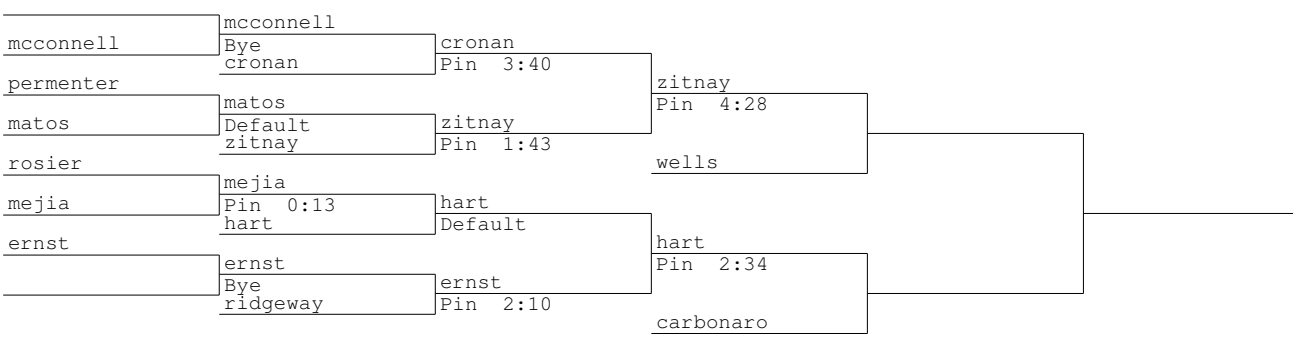 mcconnell
permenter
matos
rosier
mejia
ernst
mcconnell
Bye
cronan
matos
Default
zitnay
mejia
Pin 0:13
hart
ernst
Bye
ridgeway
cronan
Pin 3:40
zitnay
Pin 1:43
hart
Default
ernst
Pin 2:10
zitnay
Pin 4:28
wells
hart
Pin 2:34
carbonaro